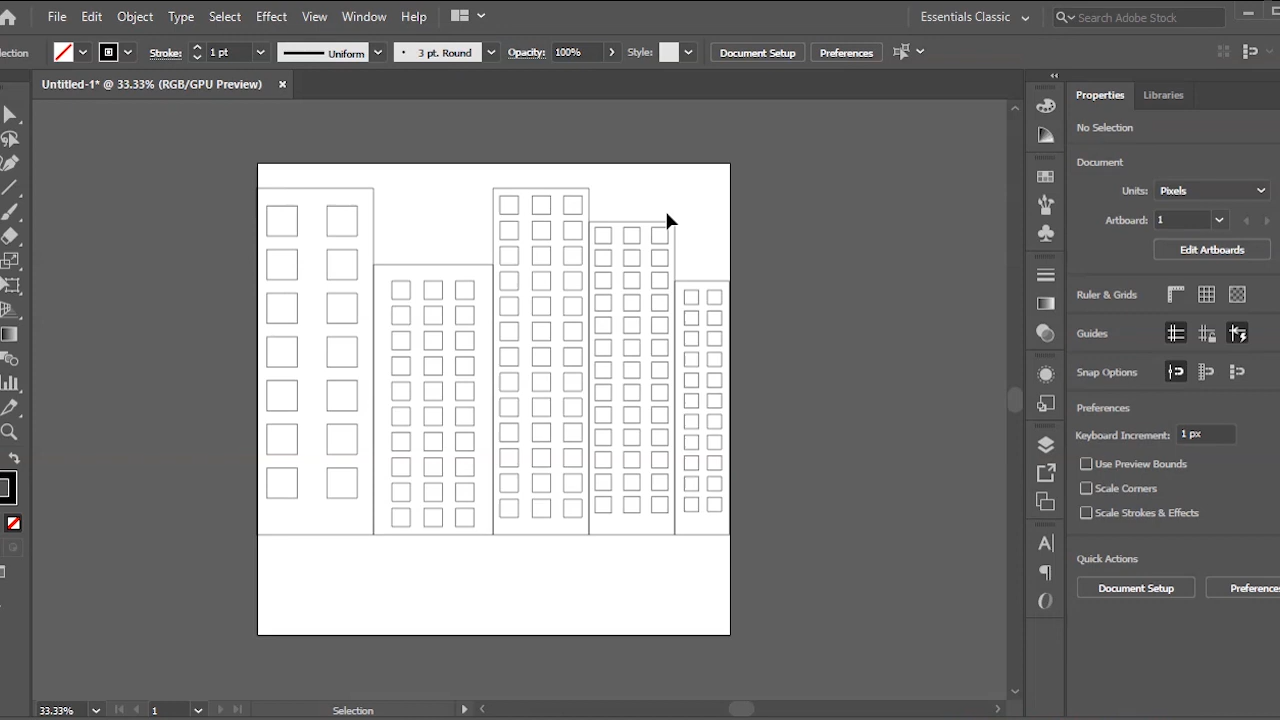 File Edit Object Type Select Effect View Window Help Essentials Classic Search Adobe Stock
election Stroke: 1 pt Uniform 3 pt. Round Opacity: 100% Style: Document Setup Preferences
Untitled-1* @ 33.33% (RGB/GPU Preview)
Properties Libraries
No Selection
Document
Units: Pixels
Artboard: 1
Edit Artboards
Ruler & Grids
Guides
Snap Options
Preferences
Keyboard Increment: 1 px
Use Preview Bounds
Scale Corners
Scale Strokes & Effects
Quick Actions
Document Setup Preferences
33.33% 1 Selection